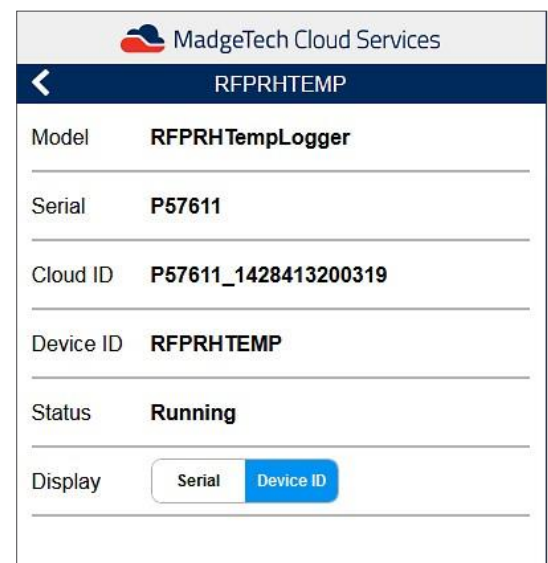 MadgeTech Cloud Services
RFPRHTEMP
Model RFPRHTempLogger
Serial P57611
Cloud ID P57611_1428413200319
Device ID RFPRHTEMP
Status Running
Display Serial Device ID